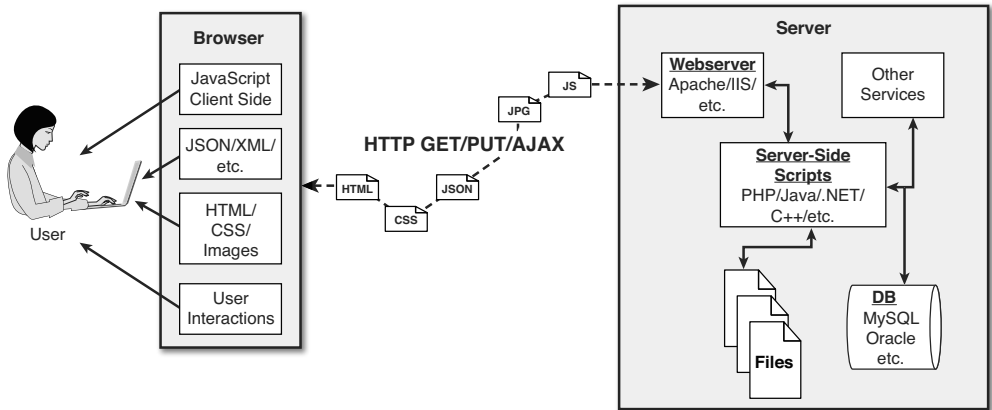 Browser
JavaScript
Client Side
JSON/XML/
etc.
HTML/
CSS/
Images
User
Interactions
User
HTTP GET/PUT/AJAX
HTML
CSS
JSON
JPG
JS
Server
Webserver
Apache/IIS/
etc.
Other
Services
Server-Side
Scripts
PHP/Java/.NET/
C++/etc.
Files
DB
MySQL
Oracle
etc.